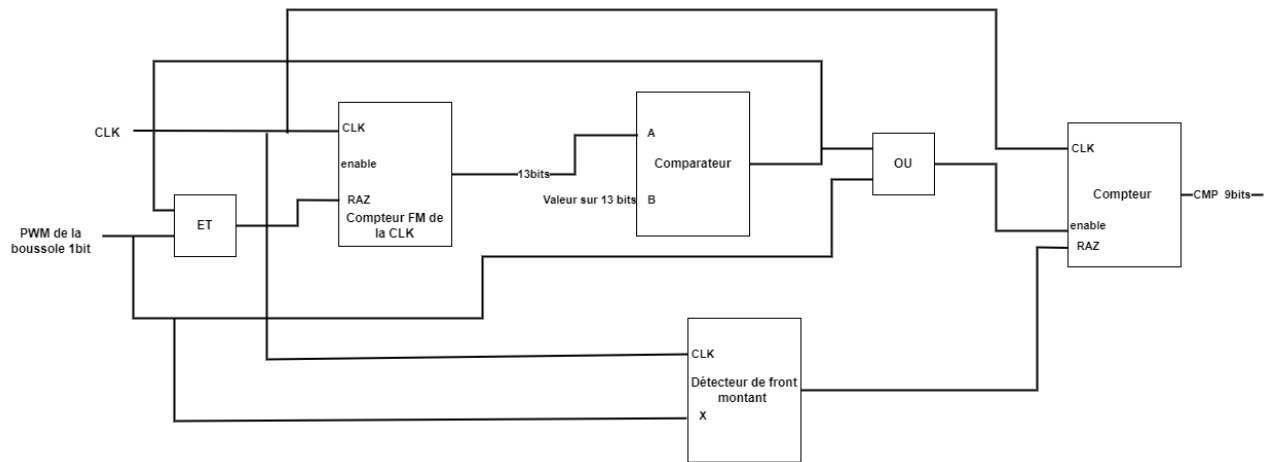 CLK
PWM de la
boussole 1bit
ET
CLK
enable
RAZ
Compteur FM de
la CLK
13bits
A
Comparateur
Valeur sur 13 bits
B
OU
CLK
Compteur
enable
RAZ
CMP 9bits
CLK
Détecteur de front
montant
X